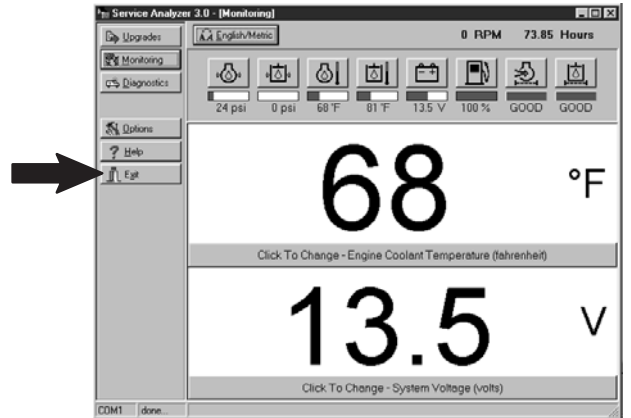 Service Analyzer 3.0 - [Monitoring]
Upgrades
English/Metric
0 RPM 73.85 Hours
Monitoring
Diagnostics
24 psi 0 psi 68°F 81°F 13.5 V 100 % GOOD GOOD
Options
Help
Exit
68 °F
Click To Change - Engine Coolant Temperature (fahrenheit)
13.5 V
Click To Change - System Voltage (volts)
COM1 done...